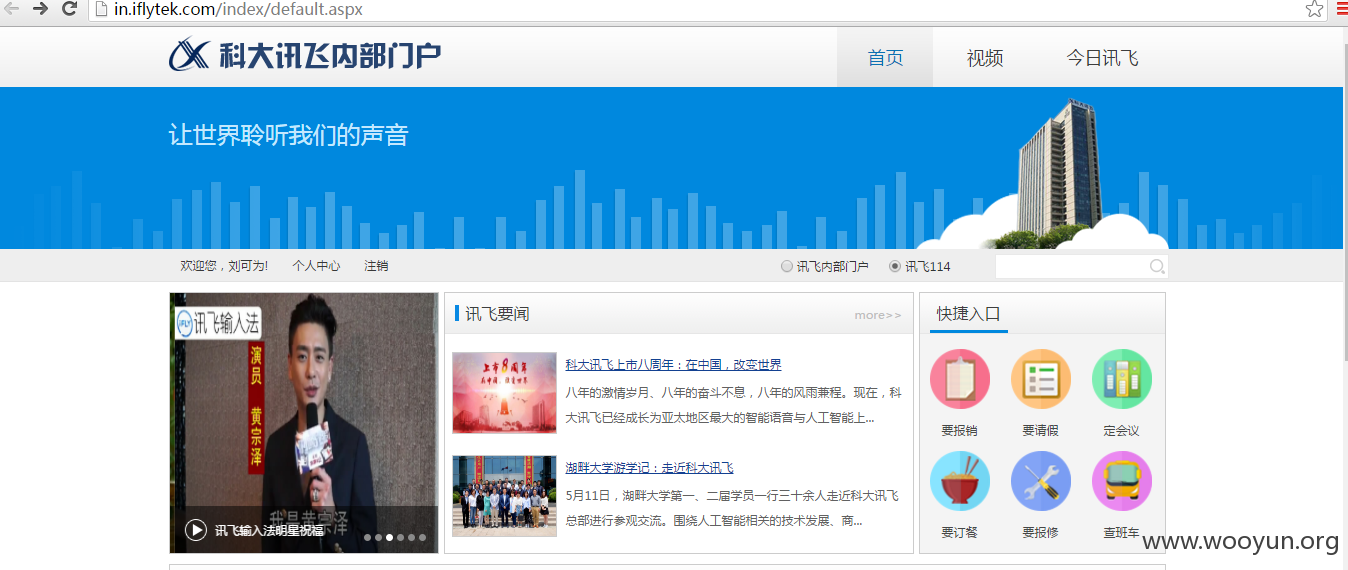 in.iflytek.com/index/default.aspx
科大讯飞内部门户
首页
视频
今日讯飞
让世界聆听我们的声音
欢迎您，刘可为!
个人中心
注销
讯飞内部门户
讯飞114
iFLY 讯飞输入法
演员 黄宗泽
我是黄宗泽
讯飞输入法明星祝福
讯飞要闻
more>>
上市8周年
科大讯飞上市八周年：在中国，改变世界
八年的激情岁月、八年的奋斗不息，八年的风雨兼程。现在，科
大讯飞已经成长为亚太地区最大的智能语音与人工智能上...
湖畔大学游学记：走近科大讯飞
5月11日，湖畔大学第一、二届学员一行三十余人走近科大讯飞
总部进行参观交流。围绕人工智能相关的技术发展、商...
快捷入口
要报销
要请假
定会议
要订餐
要报修
查班车
www.wooyun.org